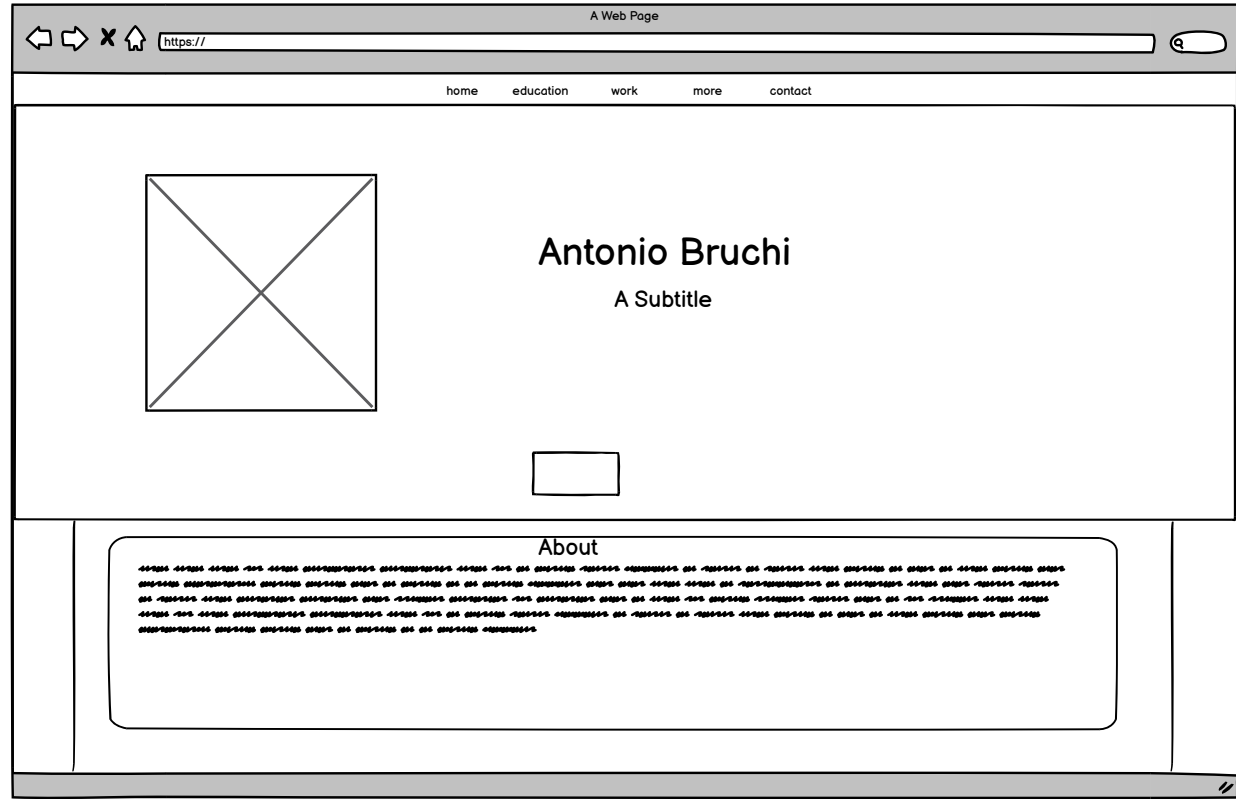 A Web Page
https://
home education work more contact
Antonio Bruchi
A Subtitle
About